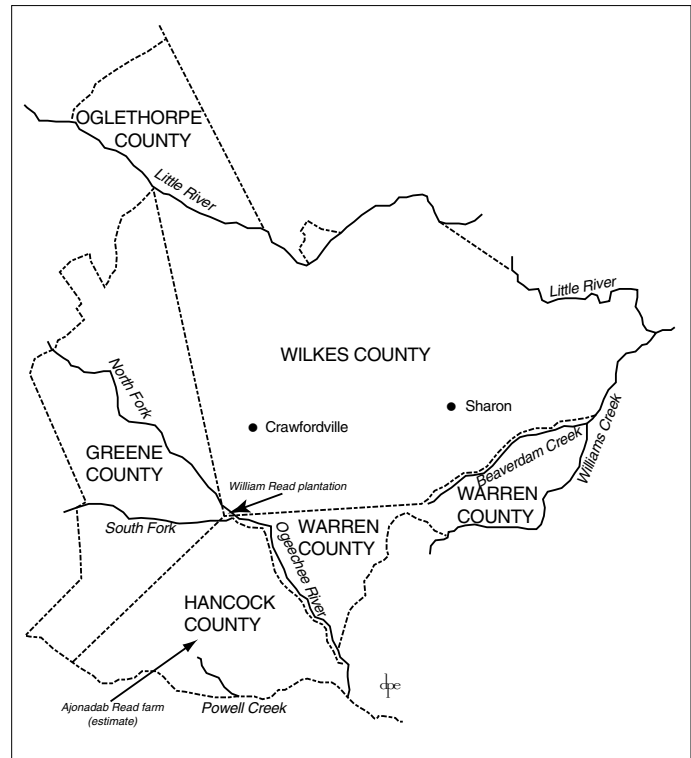 OGLETHORPE
COUNTY
Little River
Little River
WILKES COUNTY
North Fork
Sharon
Crawfordville
Williams Creek
Beaverdam Creek
GREENE
COUNTY
William Read plantation
WARREN
COUNTY
South Fork
WARREN
COUNTY
Ogeechee River
HANCOCK
COUNTY
dpe
Ajonadab Read farm
(estimate)
Powell Creek